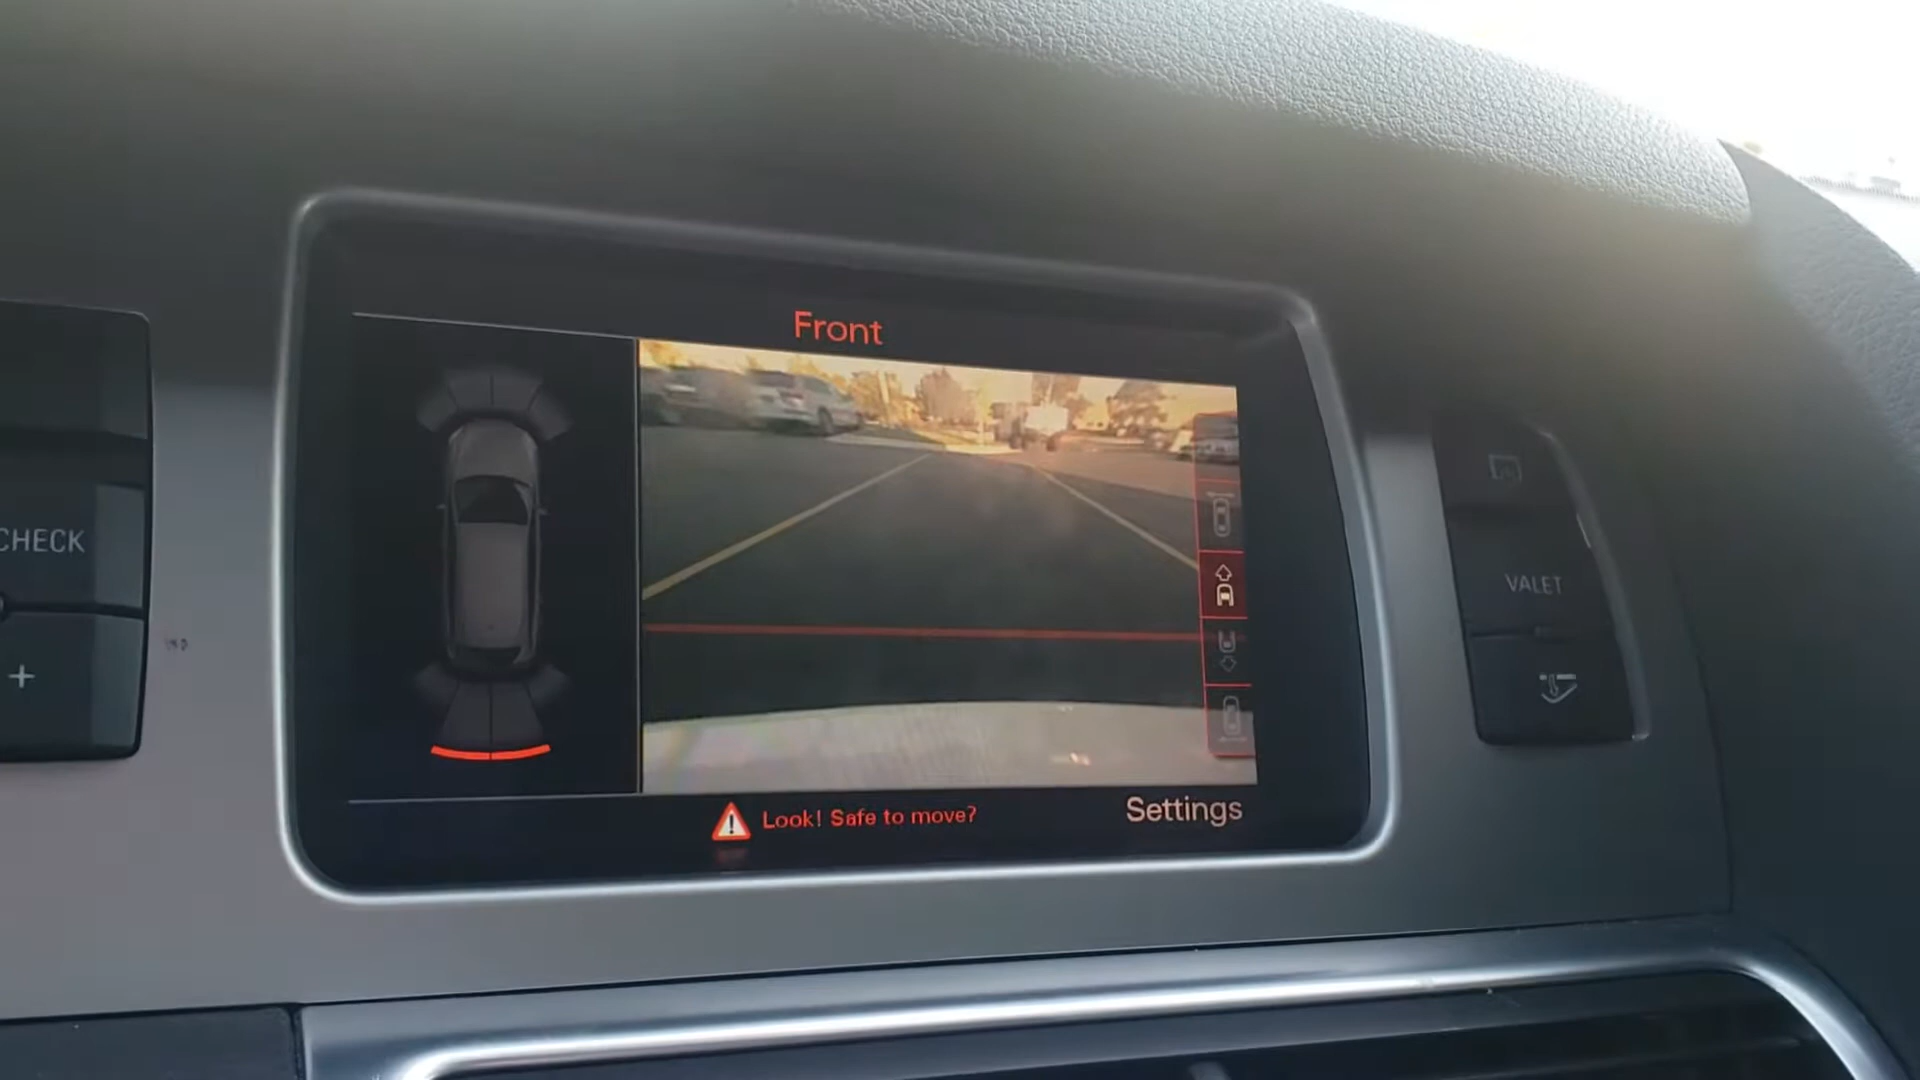 Front
CHECK
VALET
+
Look! Safe to move?
Settings